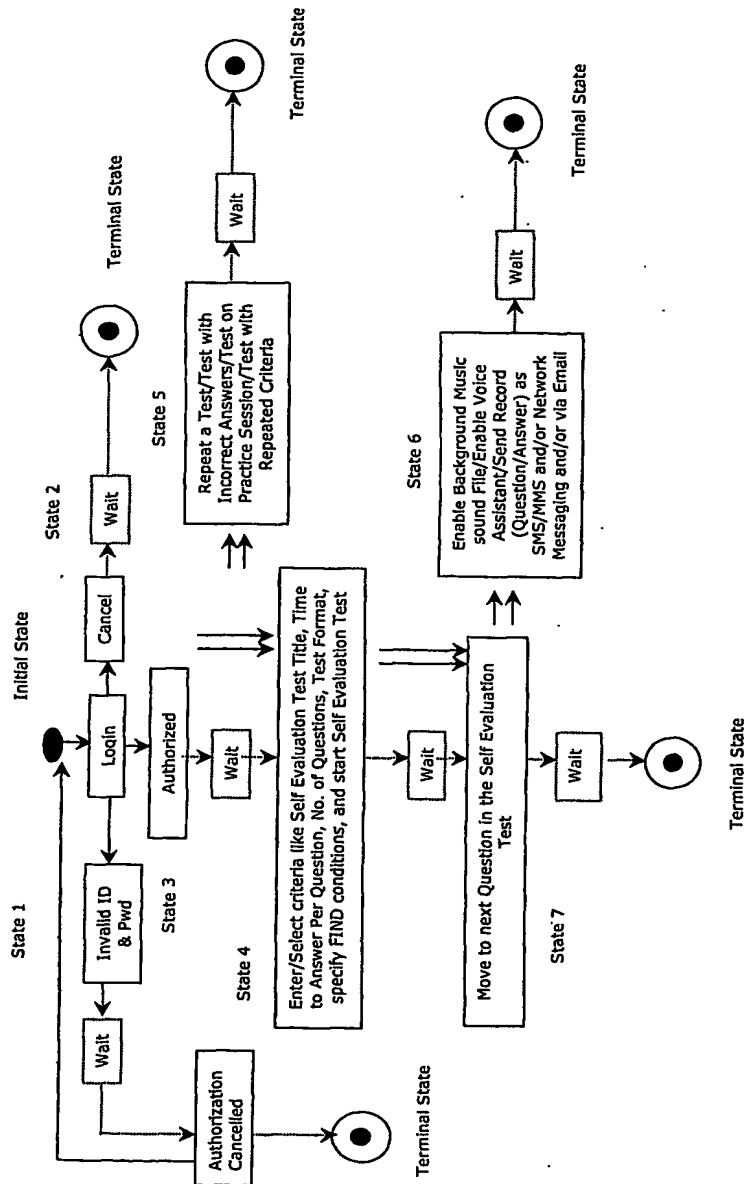 Initial State
State 1
State 2
Login
Cancel
Wait
Terminal State
Invalid ID
& Pwd
State 3
Authorized
Wait
Authorization
Cancelled
Terminal State
Wait
State 4
Enter/Select criteria like Self Evaluation Test Title, Time
to Answer Per Question, No. of Questions, Test Format,
specify FIND conditions, and start Self Evaluation Test
State 5
Repeat a Test/Test with
Incorrect Answers/Test on
Practice Session/Test with
Repeated Criteria
Wait
Terminal State
Wait
State 7
Move to next Question in the Self Evaluation
Test
State 6
Enable Background Music
sound File/Enable Voice
Assistant/Send Record
(Question/Answer) as
SMS/MMS and/or Network
Messaging and/or via Email
Wait
Terminal State
Wait
Terminal State